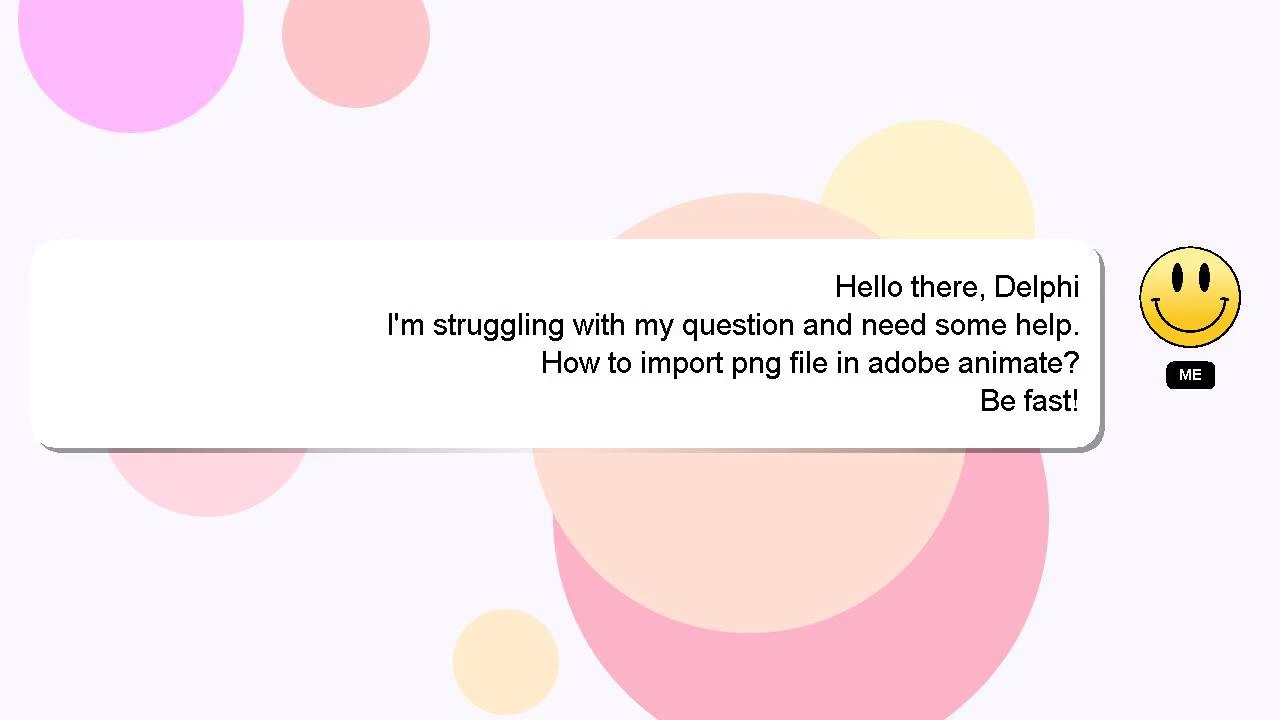 Hello there, Delphi
I'm struggling with my question and need some help.
How to import png file in adobe animate?
Be fast!
ME